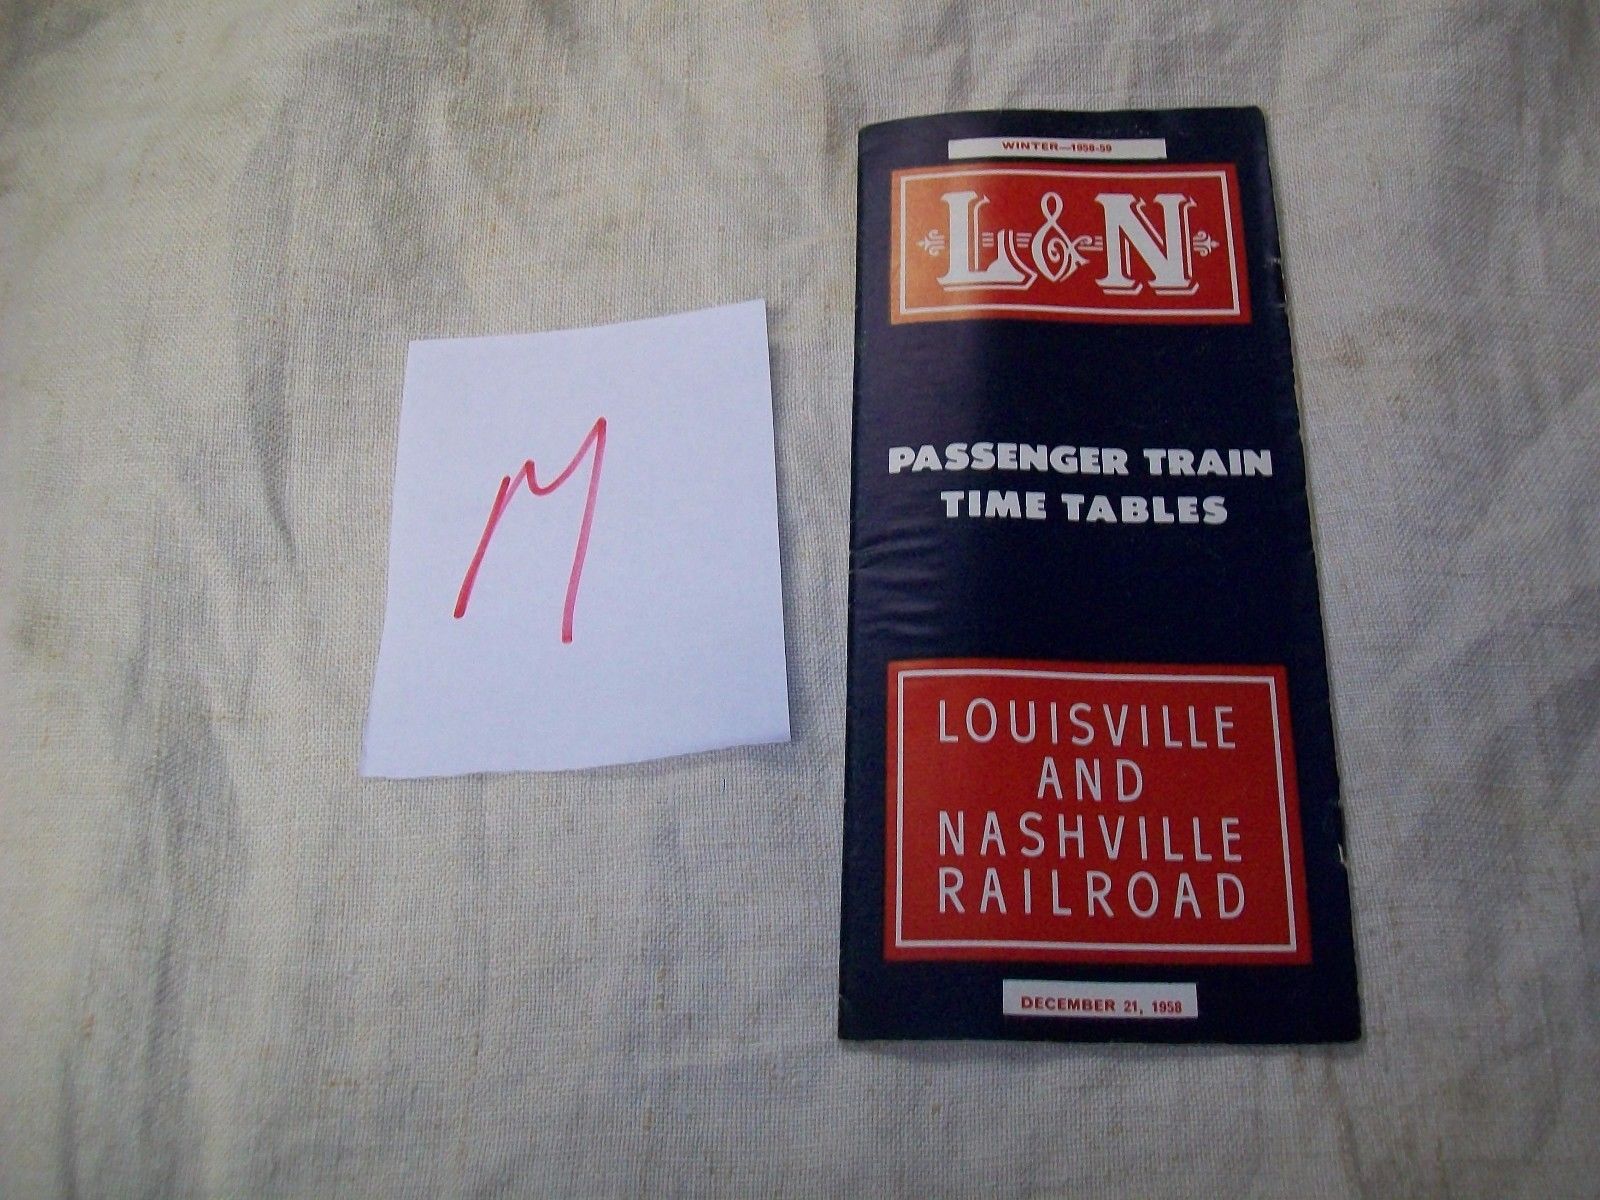 M
WINTER—1958-59
L&N
PASSENGER TRAIN
TIME TABLES
LOUISVILLE
AND
NASHVILLE
RAILROAD
DECEMBER 21, 1958